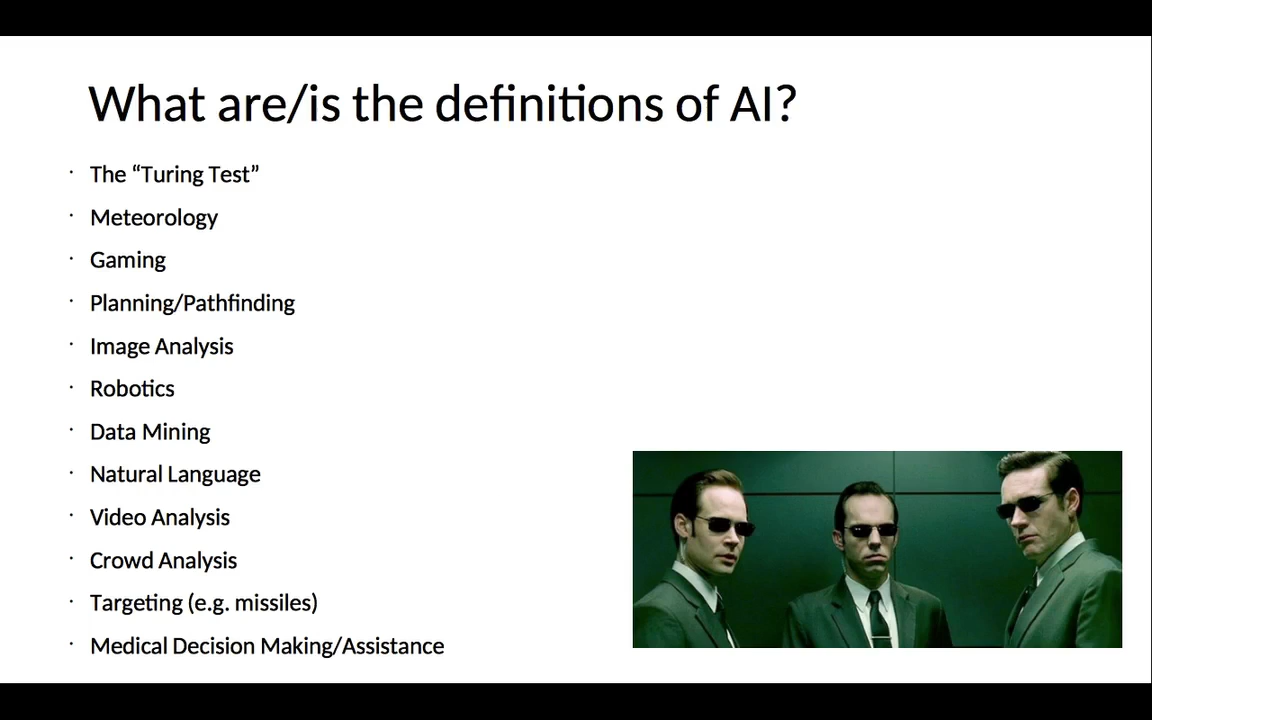 What are/is the definitions of AI?
· The “Turing Test”
· Meteorology
· Gaming
· Planning/Pathfinding
· Image Analysis
· Robotics
· Data Mining
· Natural Language
· Video Analysis
· Crowd Analysis
· Targeting (e.g. missiles)
· Medical Decision Making/Assistance